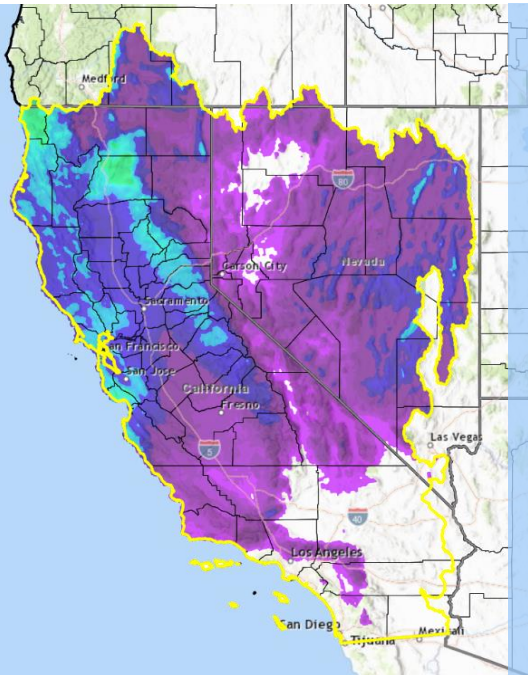 Medford
80
Carson City
Nevada
Sacramento
an Francisco
San Jose
California
Fresno
5
Las Vegas
40
Los Angeles
San Diego
Mexicali
Tijuana